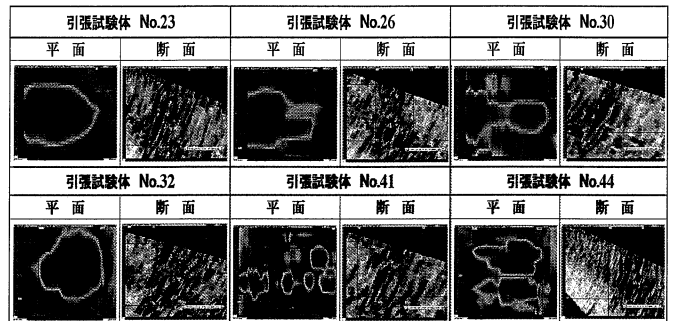 引張試験体 No.23 引張試験体 No.26 引張試験体 No.30
平 面 断 面 平 面 断 面 平 面 断 面
引張試験体 No.32 引張試験体 No.41 引張試験体 No.44
平 面 断 面 平 面 断 面 平 面 断 面